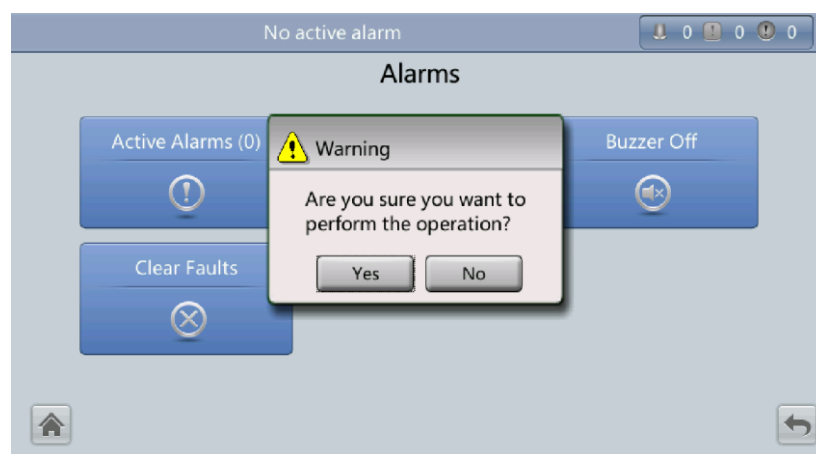 No active alarm
0 0 0
Alarms
Active Alarms (0)
Buzzer Off
Warning
Are you sure you want to
perform the operation?
Yes No
Clear Faults